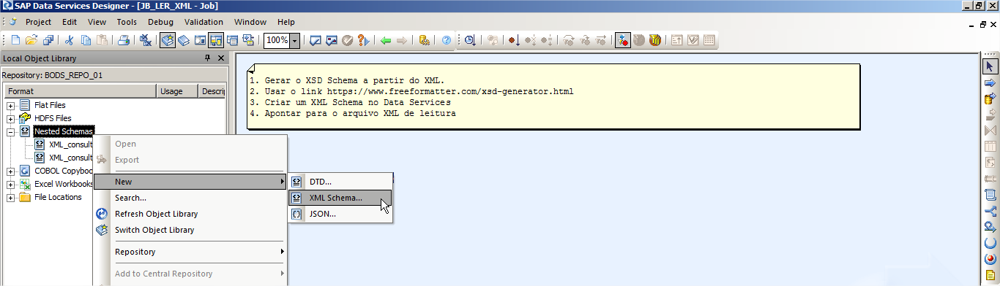 SAP Data Services Designer - [JB_LER_XML - Job]
Project Edit View Tools Debug Validation Window Help
100%
Local Object Library
Repository: BODS_REPO_01
Format Usage Descri
Flat Files
HDFS Files
Nested Schemas
XML_consult
XML_consult
COBOL Copyboo
Excel Workbooks
File Locations
Open
Export
New
Search...
Refresh Object Library
Switch Object Library
Repository
Add to Central Repository
DTD...
XML Schema...
JSON...
1. Gerar o XSD Schema a partir do XML.
2. Usar o link https://www.freeformatter.com/xsd-generator.html
3. Criar um XML Schema no Data Services
4. Apontar para o arquivo XML de leitura